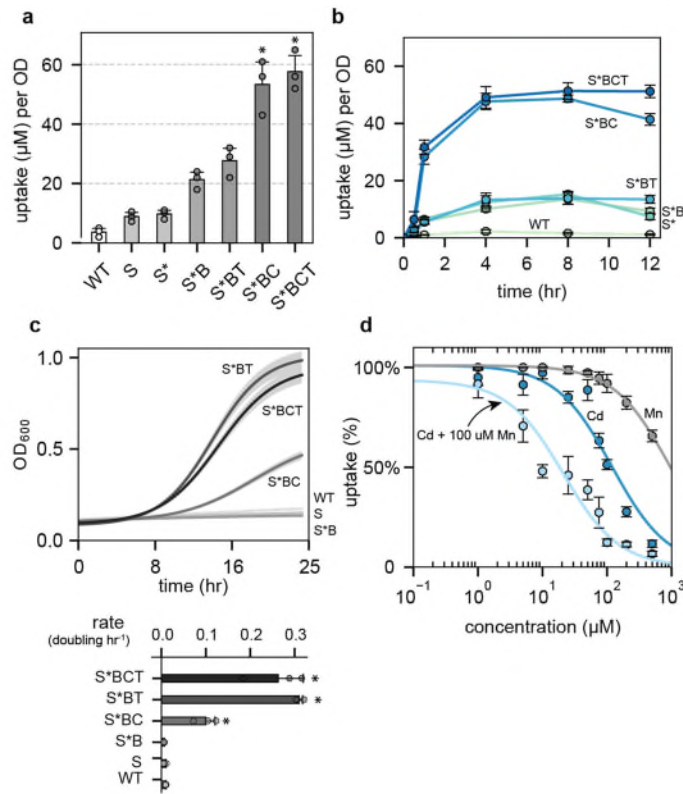 a
uptake (μM) per OD
60
40
20
0
* *
WT S S* S*B S*BT S*BC S*BCT
b
uptake (μM) per OD
60
40
20
0
S*BCT
S*BC
S*BT
S*B
S*
WT
0 2 4 6 8 10 12
time (hr)
c
OD600
1.0
0.5
0.0
S*BT
S*BCT
S*BC
WT
S
S*B
0 8 16 25
time (hr)
d
uptake (%)
100%
50%
Cd + 100 uM Mn
Cd
Mn
10⁻¹ 10⁰ 10¹ 10² 10³
concentration (μM)
rate
(doubling hr⁻¹)
0.0 0.1 0.2 0.3
S*BCT *
S*BT *
S*BC *
S*B
S
WT